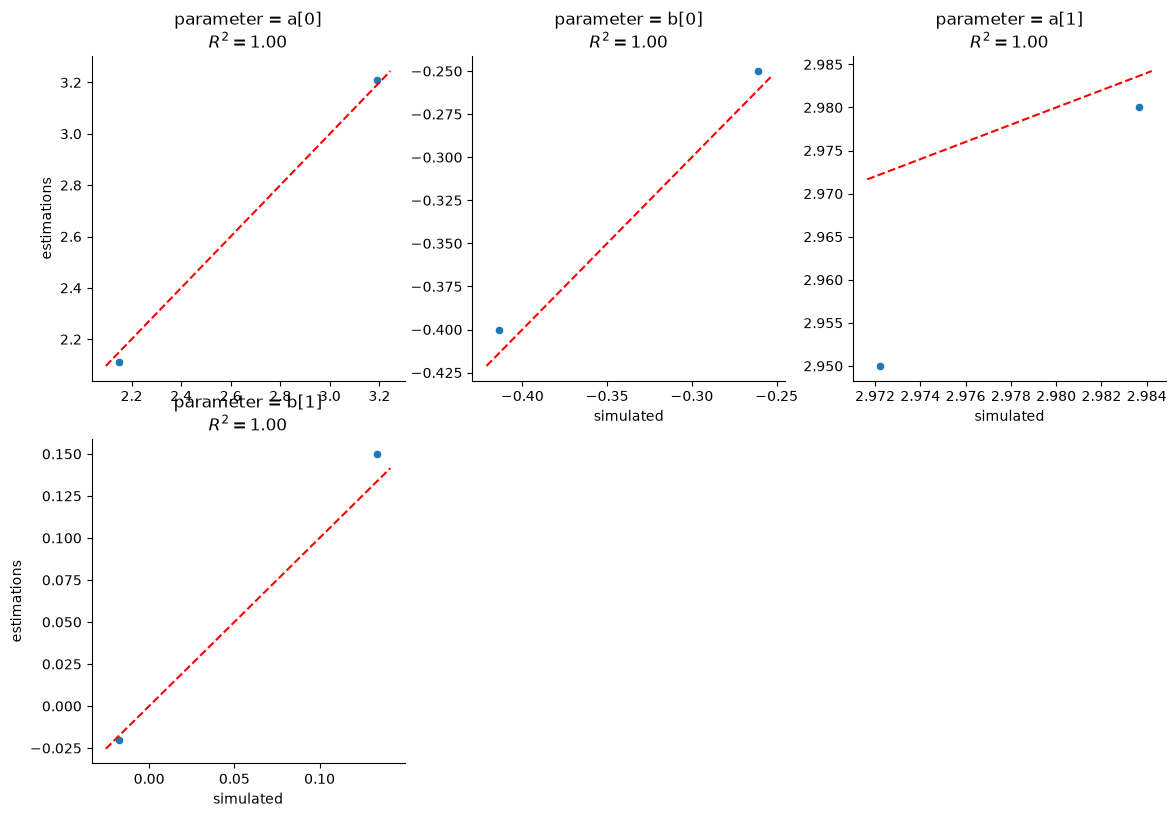 parameter = a[0]
R² = 1.00
3.2
3.0
2.8
2.6
2.4
2.2
estimations
2.2 2.4 2.6 2.8 3.0 3.2
parameter = b[0]
R² = 1.00
−0.250
−0.275
−0.300
−0.325
−0.350
−0.375
−0.400
−0.425
−0.40 −0.35 −0.30 −0.25
simulated
parameter = a[1]
R² = 1.00
2.985
2.980
2.975
2.970
2.965
2.960
2.955
2.950
2.972 2.974 2.976 2.978 2.980 2.982 2.984
simulated
parameter = b[1]
R² = 1.00
0.150
0.125
0.100
0.075
0.050
0.025
0.000
−0.025
estimations
0.00 0.05 0.10
simulated